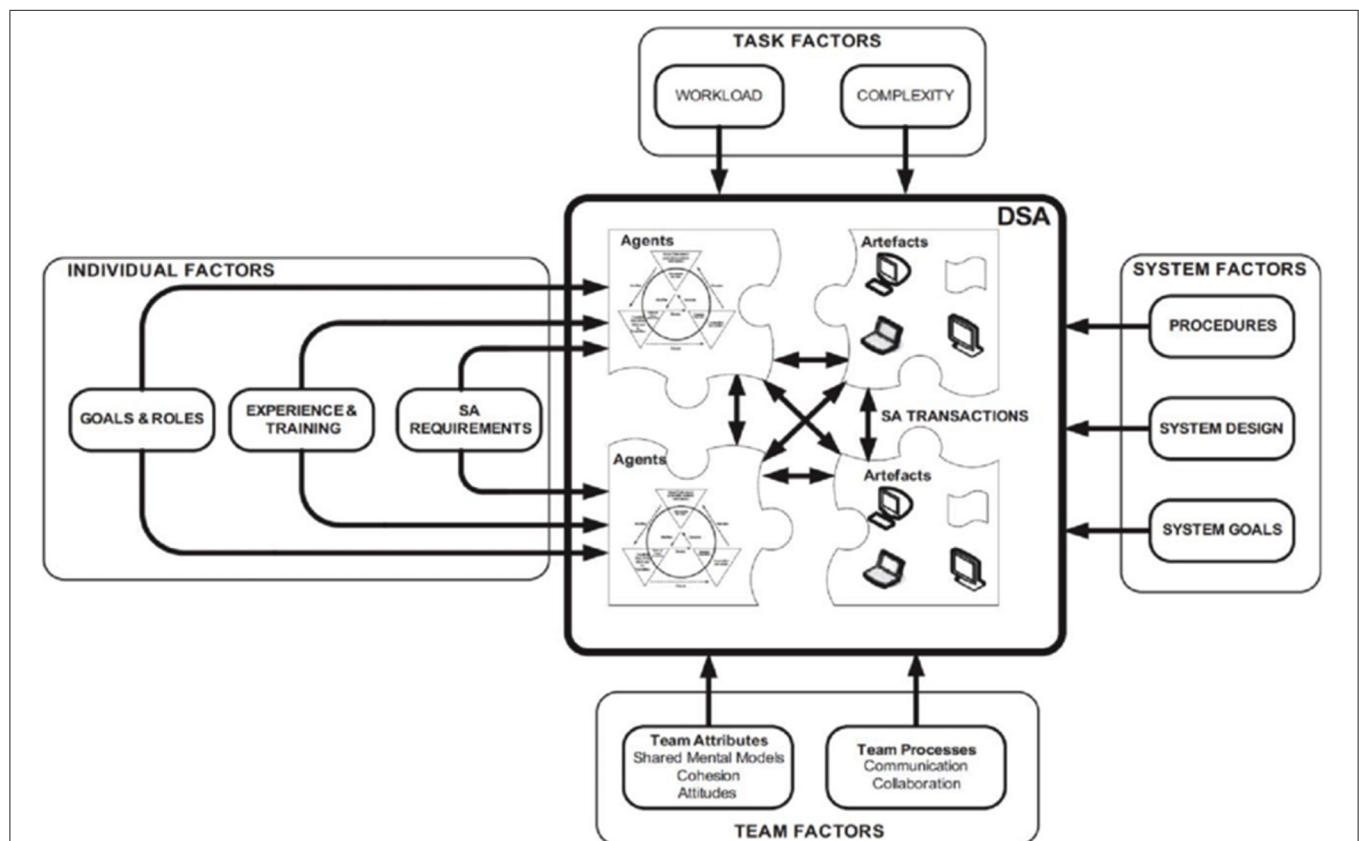 TASK FACTORS
WORKLOAD
COMPLEXITY
DSA
Agents
Artefacts
INDIVIDUAL FACTORS
SYSTEM FACTORS
PROCEDURES
GOALS & ROLES
EXPERIENCE &
TRAINING
SA
REQUIREMENTS
SA TRANSACTIONS
SYSTEM DESIGN
Agents
Artefacts
SYSTEM GOALS
Team Attributes
Shared Mental Models
Cohesion
Attitudes
Team Processes
Communication
Collaboration
TEAM FACTORS